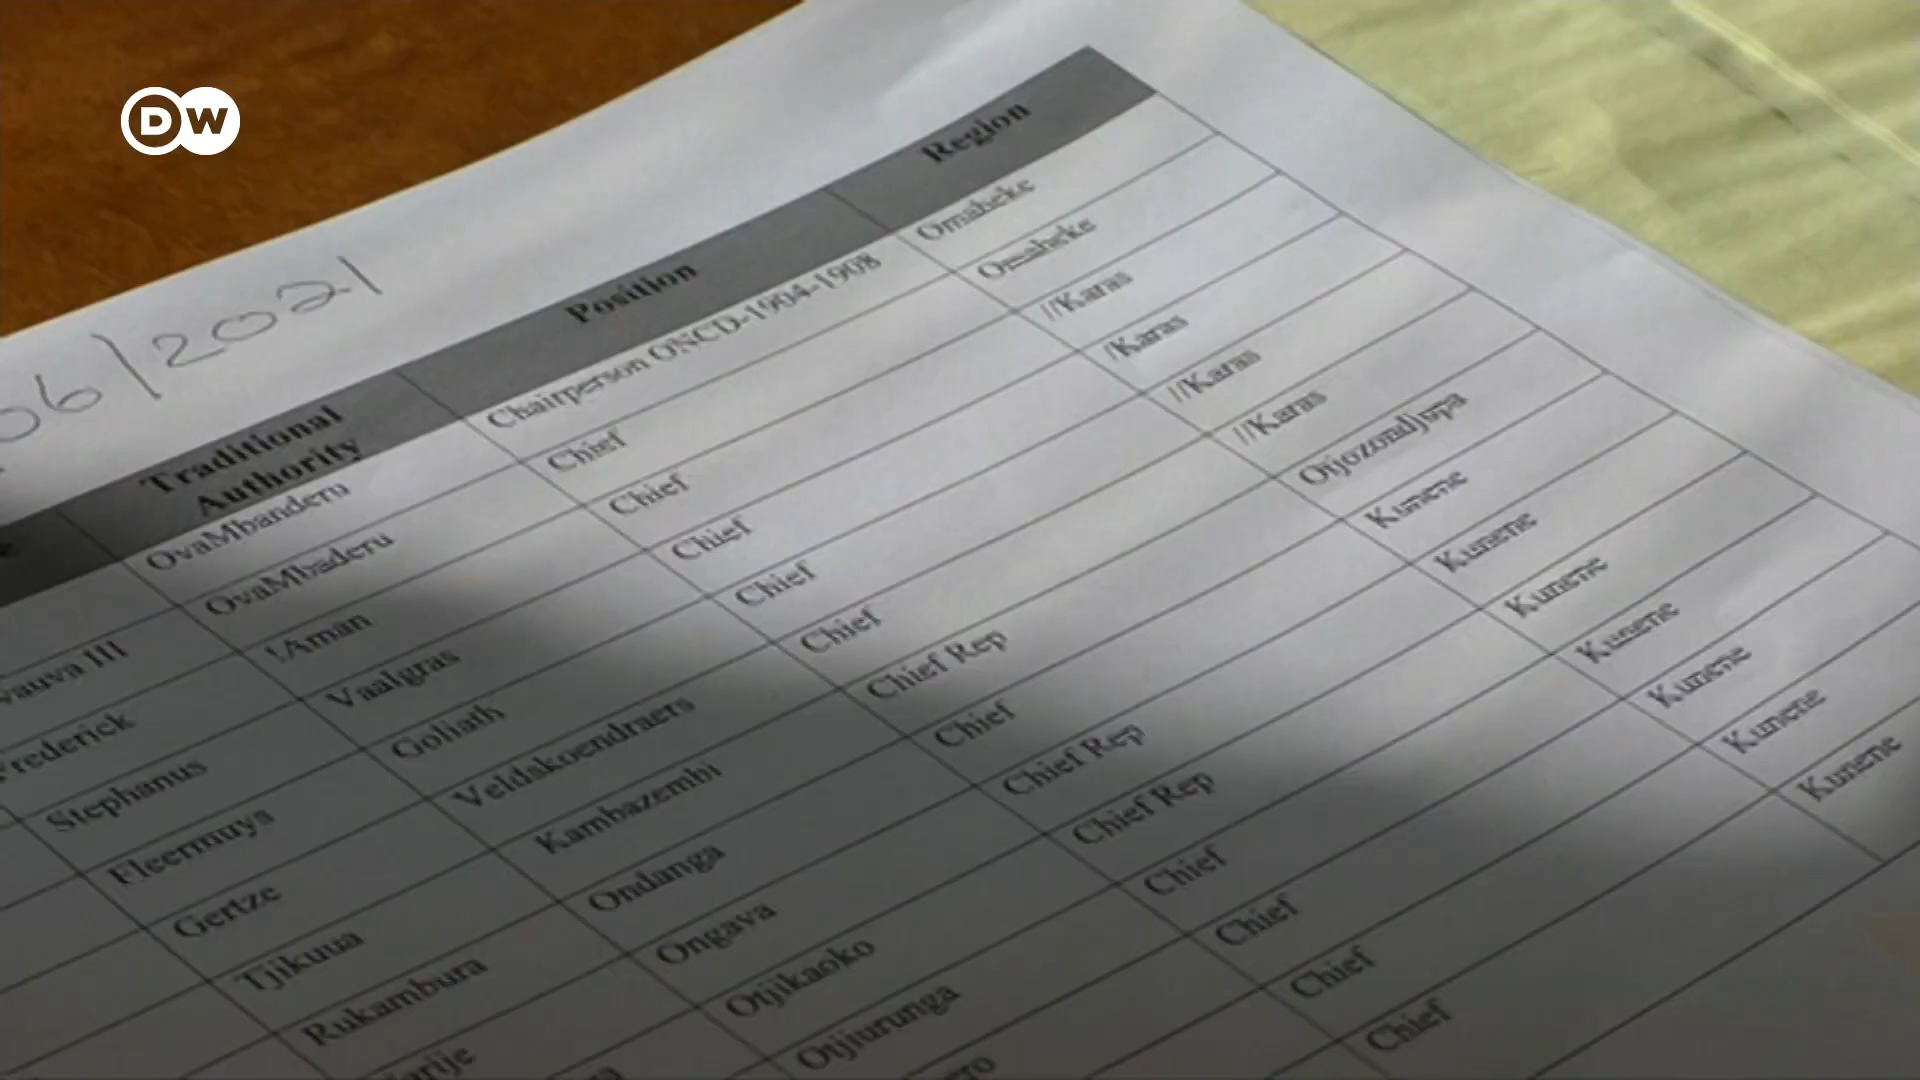 DW
06/2021
Traditional Authority Position Region
OvaMbanderu Chairperson ONCD-1904-1908 Omaheke
vauva III OvaMbaderu Chief Omaheke
Frederick !Aman Chief //Karas
Stephanus Vaalgras Chief /Karas
Fleermuys Goliath Chief //Karas
Gertze Veldskoendraers Chief //Karas
Tjikuua Kambazembi Chief Rep Otjozondjupa
Rukambura Ondanga Chief Kunene
arije Ongava Chief Rep Kunene
Otjikaoko Chief Rep Kunene
Otjiurunga Chief Kunene
ro Chief Kunene
Chief Kunene
Chief Kunene